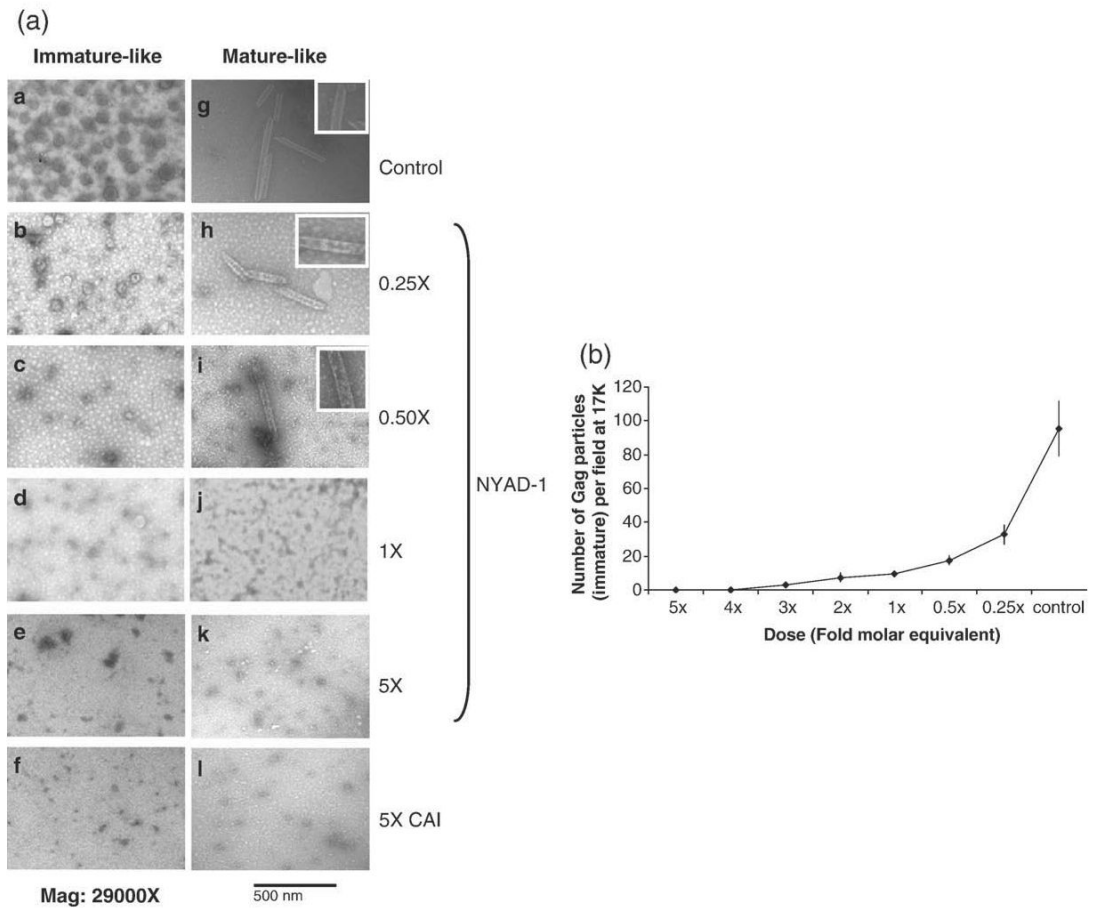 (a)
Immature-like Mature-like
a g
Control
b h
0.25X
c i
0.50X
NYAD-1
d j
1X
e k
5X
f l
5X CAI
Mag: 29000X
500 nm
(b)
Number of Gag particles
(immature) per field at 17K
120
100
80
60
40
20
0
5x 4x 3x 2x 1x 0.5x 0.25x control
Dose (Fold molar equivalent)